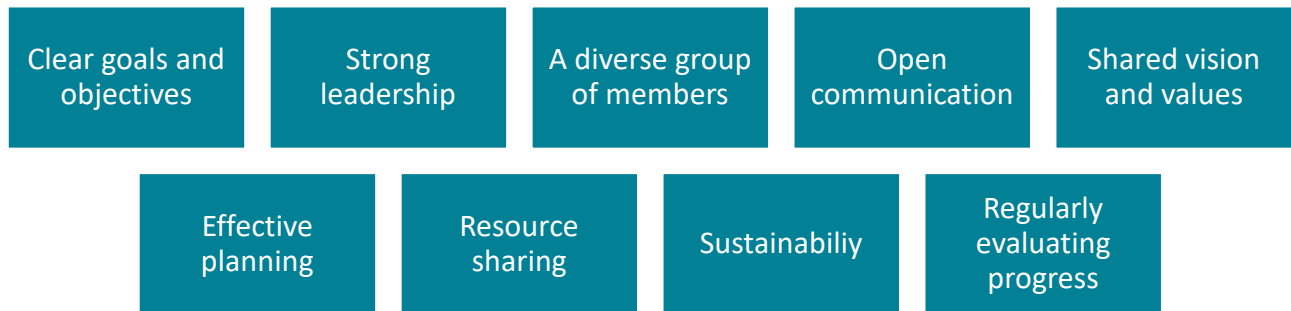 Clear goals and
objectives
Strong
leadership
A diverse group
of members
Open
communication
Shared vision
and values
Effective
planning
Resource
sharing
Sustainabiliy
Regularly
evaluating
progress